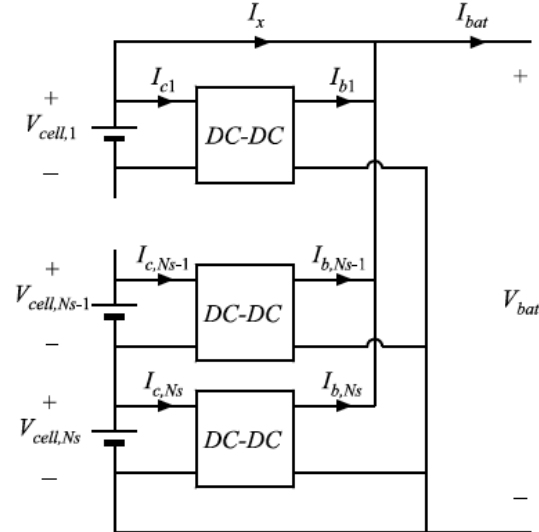 I_x I_bat
I_c1 I_b1
+ +
V_cell,1 DC-DC
−
+ I_c,Ns-1 I_b,Ns-1
V_cell,Ns-1 DC-DC V_bat
−
+ I_c,Ns I_b,Ns
V_cell,Ns DC-DC
− −